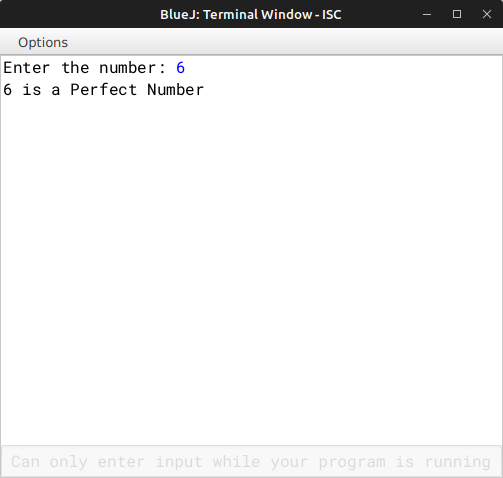 BlueJ: Terminal Window - ISC
Options
Enter the number: 6
6 is a Perfect Number
Can only enter input while your program is running